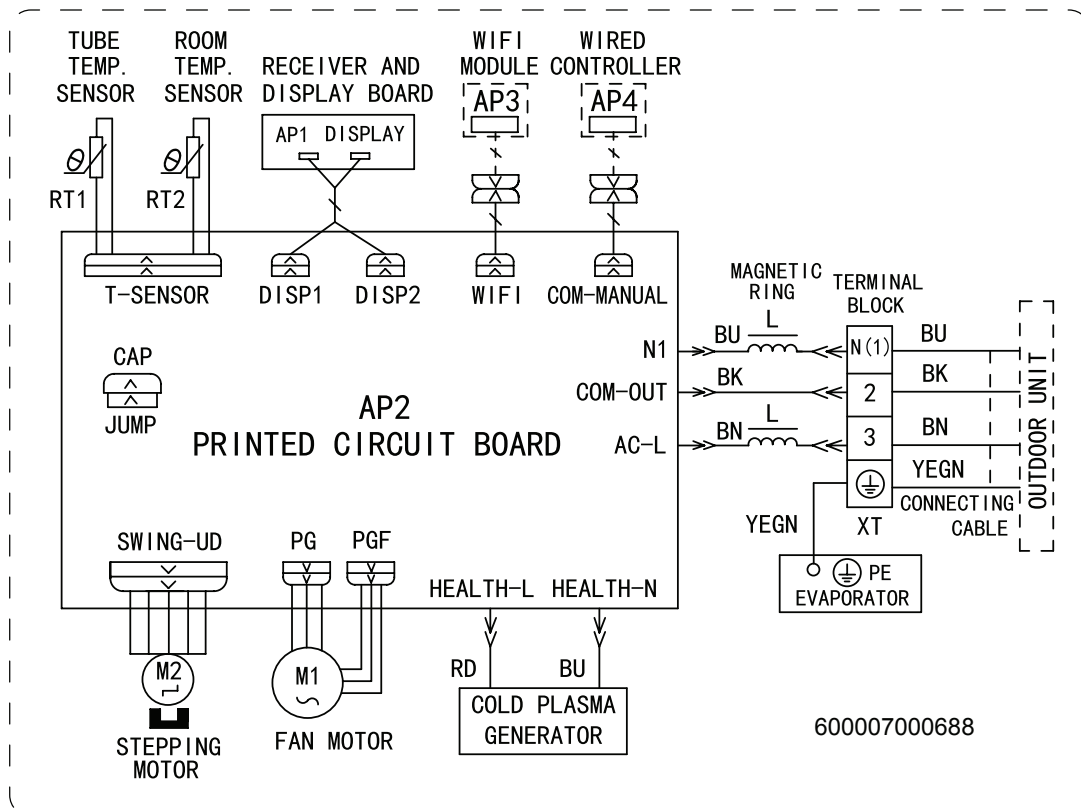 TUBE
TEMP.
SENSOR
ROOM
TEMP.
SENSOR
RECEIVER AND
DISPLAY BOARD
WIFI
MODULE
WIRED
CONTROLLER
AP1 DISPLAY
AP3
AP4
θ
RT1
θ
RT2
T-SENSOR
DISP1
DISP2
WIFI
COM-MANUAL
MAGNETIC
RING
TERMINAL
BLOCK
CAP
JUMP
AP2
PRINTED CIRCUIT BOARD
N1
BU
L
N(1)
BU
COM-OUT
BK
2
BK
AC-L
BN
L
3
BN
YEGN
XT
CONNECTING
CABLE
OUTDOOR UNIT
YEGN
PE
EVAPORATOR
SWING-UD
PG
PGF
HEALTH-L
HEALTH-N
M2
STEPPING
MOTOR
M1
FAN MOTOR
RD
BU
COLD PLASMA
GENERATOR
600007000688